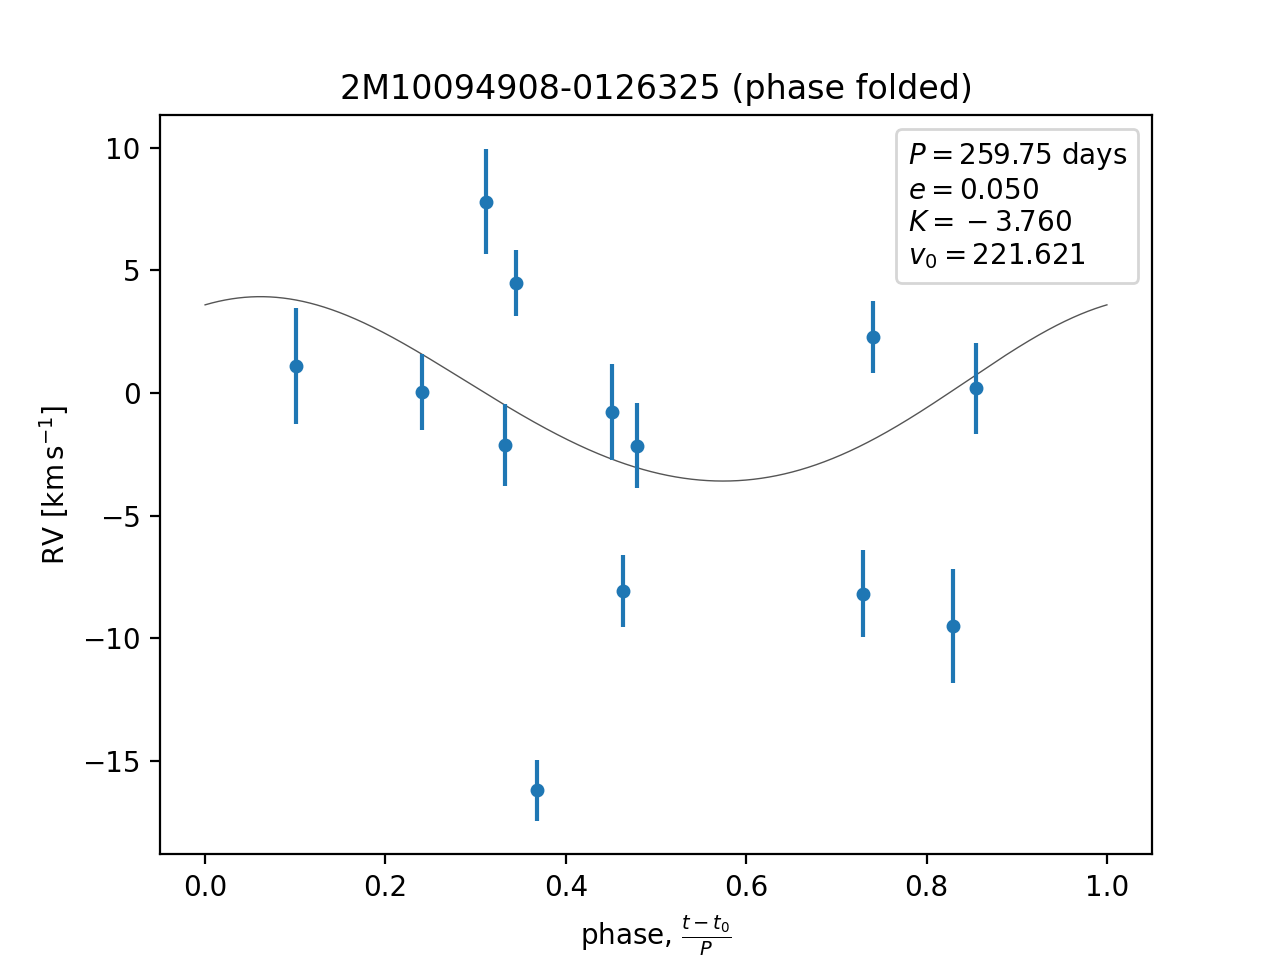 2M10094908-0126325 (phase folded)
P = 259.75 days
e = 0.050
K = −3.760
v₀ = 221.621
10
5
0
−5
−10
−15
RV [km s⁻¹]
0.0 0.2 0.4 0.6 0.8 1.0
phase, (t − t₀)/P